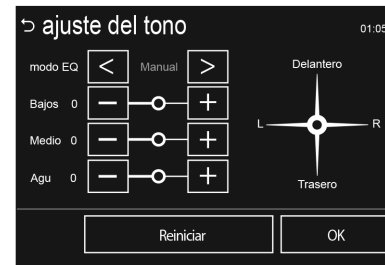 ajuste del tono
01:05
modo EQ < Manual >
Delantero
Bajos 0 − +
L R
Medio 0 − +
Agu 0 − +
Trasero
Reiniciar OK